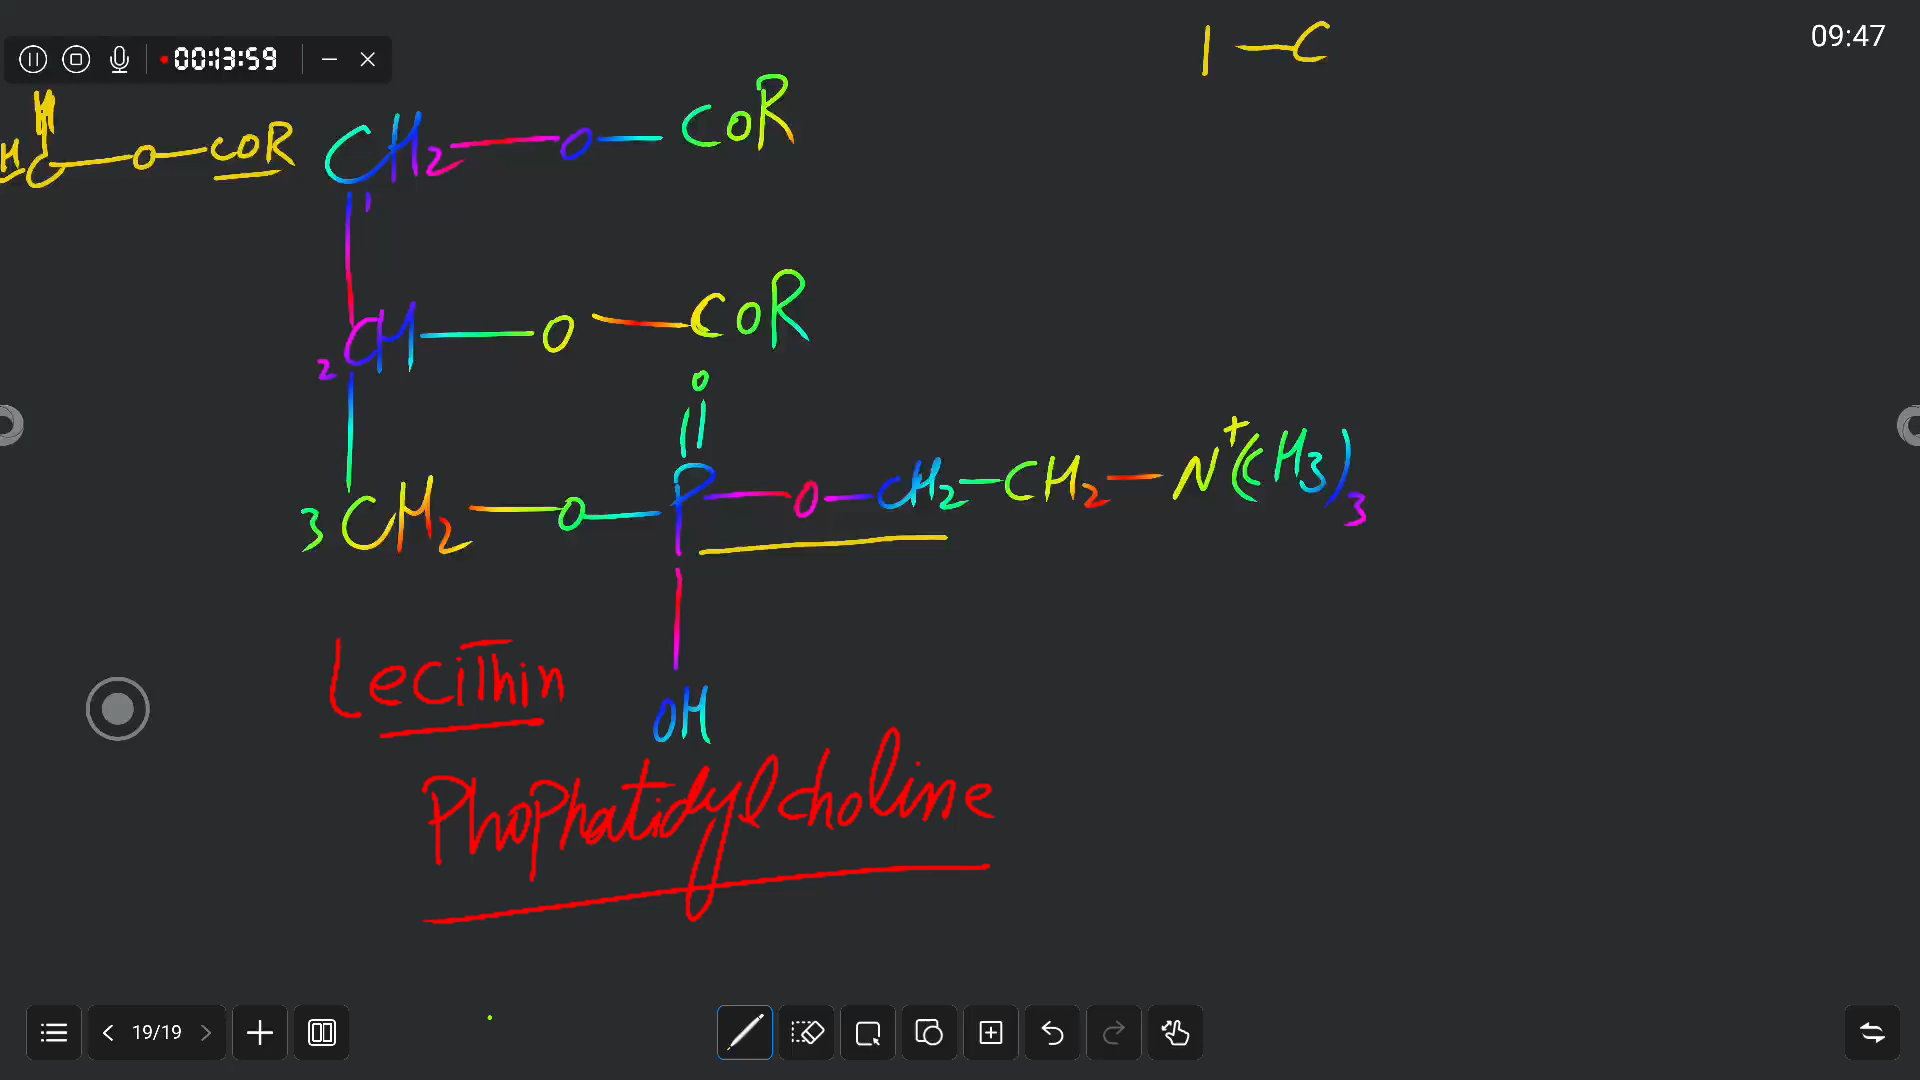 09:47
00:13:59
1 — C
H C — O — COR
CH2 — O — COR
1
2 CH — O — COR
O
3 CH2 — O — P — O — CH2 — CH2 — N+(CH3)3
OH
Lecithin
Phophatidylcholine
19/19